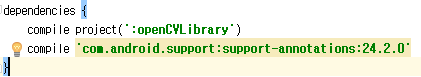 dependencies {
    compile project(':openCVLibrary')
    compile 'com.android.support:support-annotations:24.2.0'
}